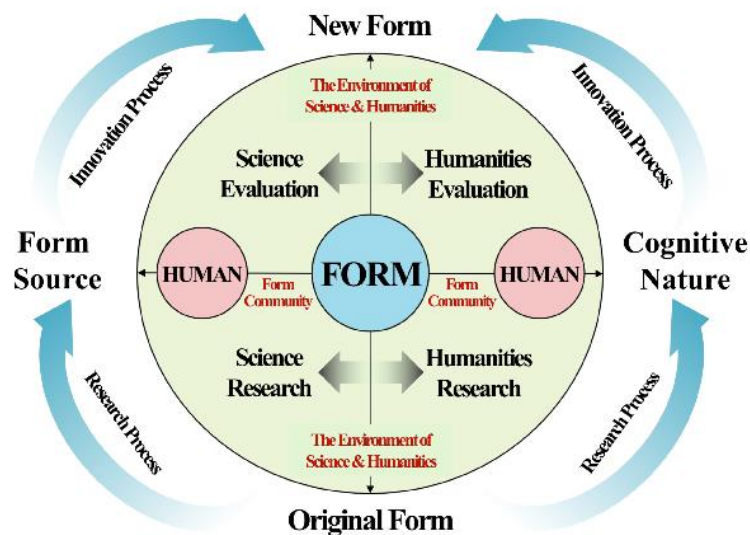 New Form
Innovation Process
Innovation Process
The Environment of
Science & Humanities
Science
Evaluation
Humanities
Evaluation
Form
Source
HUMAN
Form
Community
FORM
Form
Community
HUMAN
Cognitive
Nature
Science
Research
Humanities
Research
Research Process
Research Process
The Environment of
Science & Humanities
Original Form